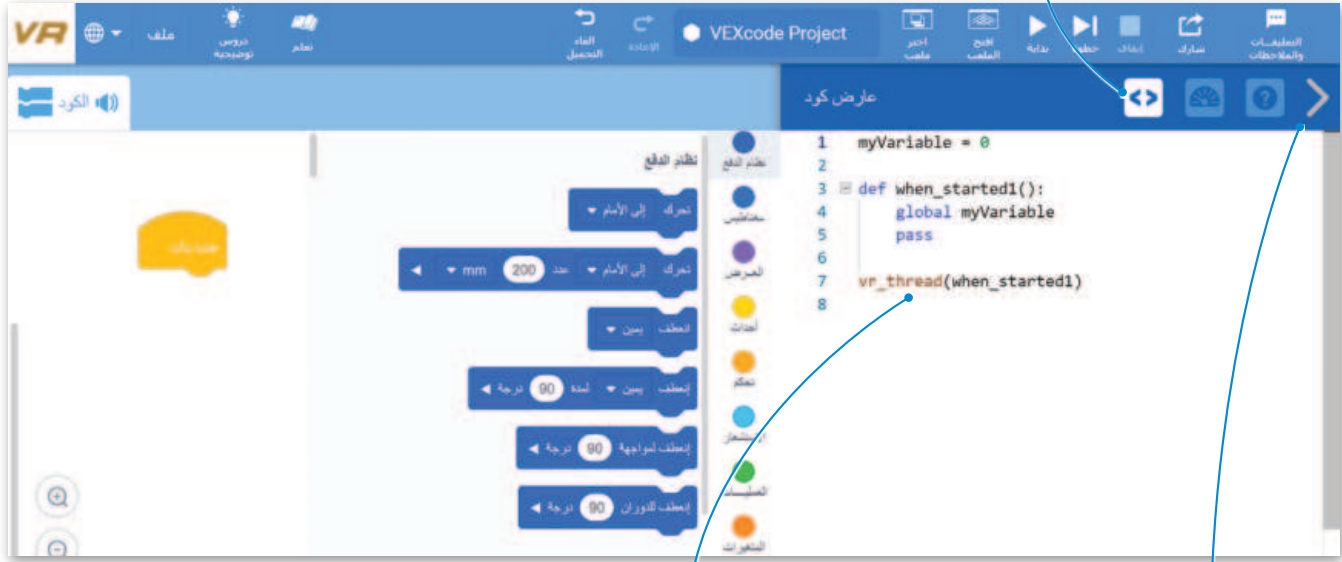 VR
ملف
دروس توضيحية
تعلم
الغاء التحميل
الإعادة
VEXcode Project
اختر ملعب
افتح الملعب
بداية
خطوة
إيقاف
شارك
التعليقات والملاحظات
الكود
عارض كود
نظام الدفع
تحرك إلى الأمام
تحرك إلى الأمام عدد 200 mm
انعطف يمين
إنعطف يمين لمدة 90 درجة
إنعطف لمواجهة 90 درجة
إنعطف للدوران 90 درجة
نظام الدفع
مغناطيس
العرض
أحداث
تحكم
الإستشعار
العمليات
المتغيرات
1 myVariable = 0
2
3 def when_started1():
4 global myVariable
5 pass
6
7 vr_thread(when_started1)
8